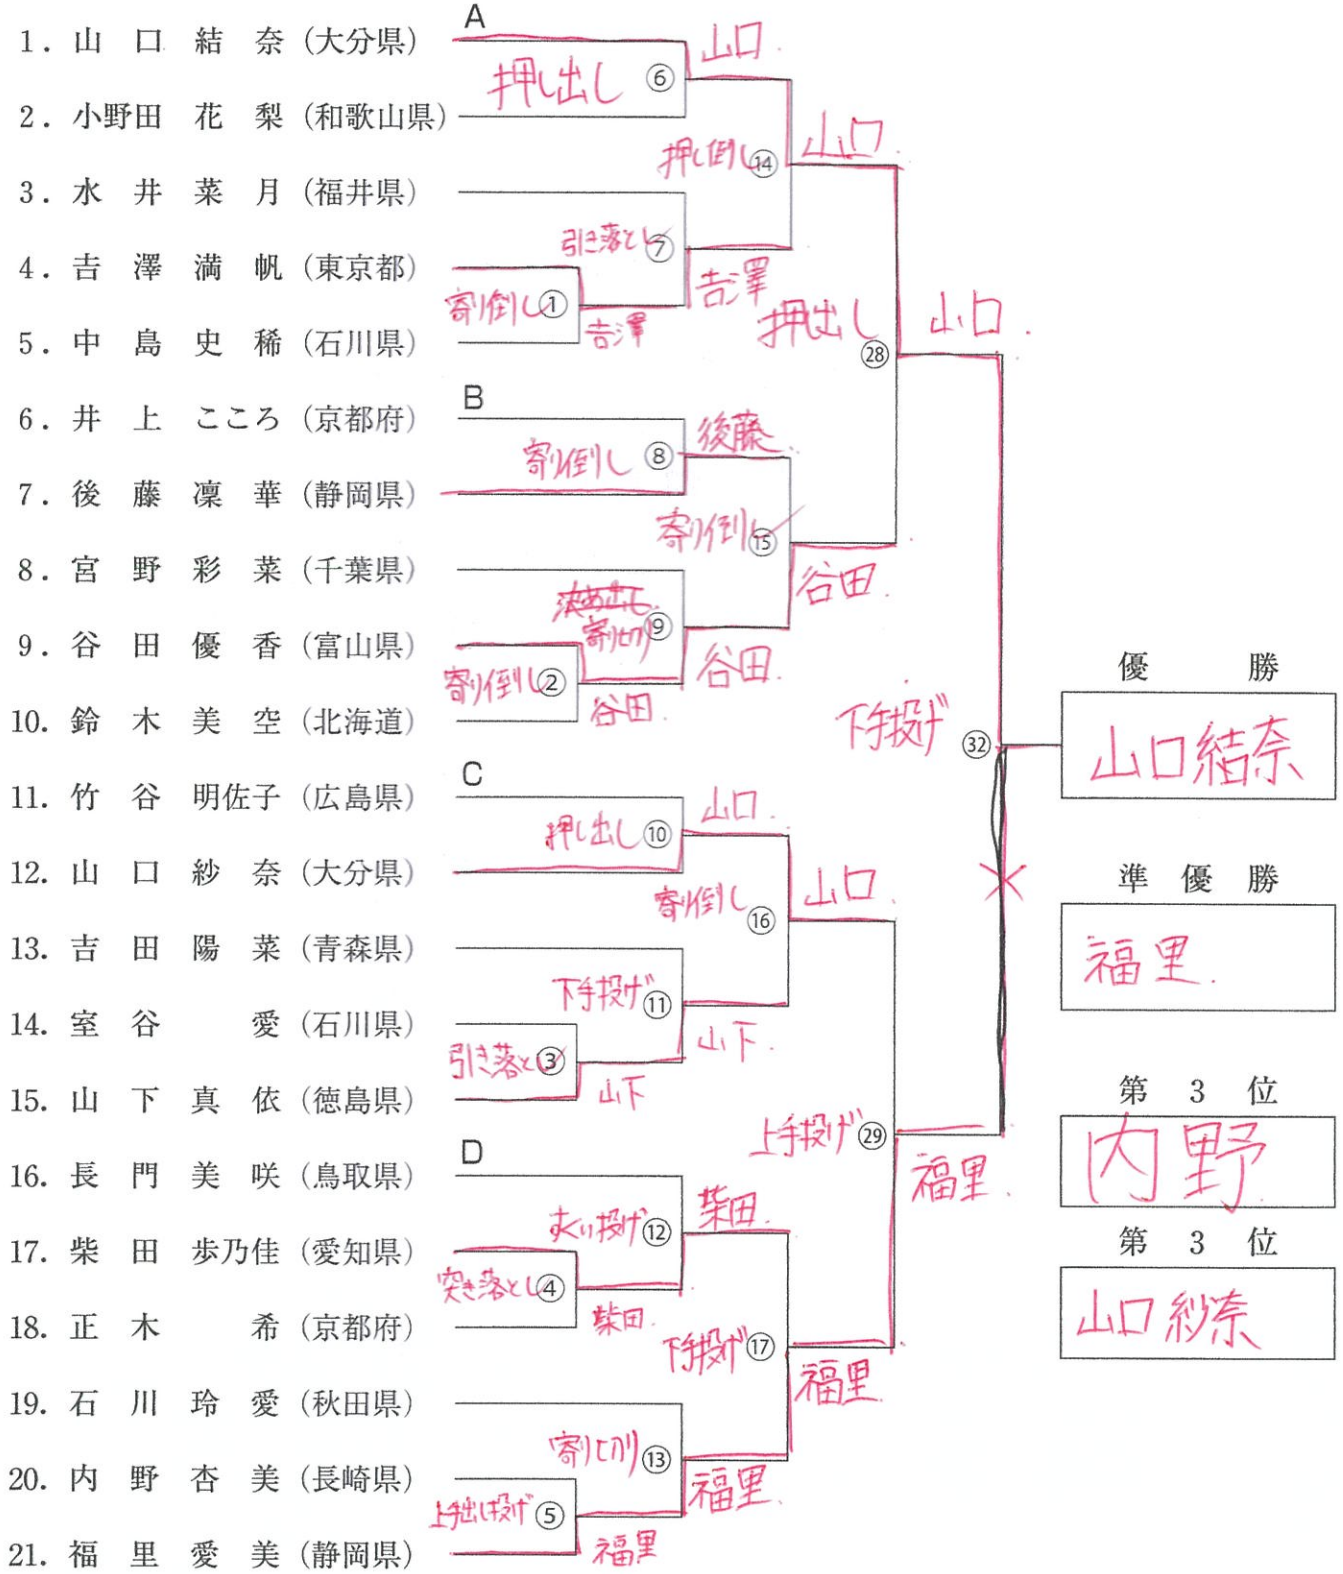 A
1. 山口結奈 (大分県)
山口.
押し出し ⑥
2. 小野田花梨 (和歌山県)
押し倒し ⑭
山口.
3. 水井菜月 (福井県)
引き落とし ⑦
4. 吉澤満帆 (東京都)
吉澤
寄り倒し ①
吉澤
押出し ㉘
山口.
5. 中島史稀 (石川県)
B
6. 井上こころ (京都府)
後藤.
寄り倒し ⑧
7. 後藤凜華 (静岡県)
寄り倒し ⑮
8. 宮野彩菜 (千葉県)
谷田.
決め出し
寄り切り ⑨
9. 谷田優香 (富山県)
谷田.
寄り倒し ②
谷田.
10. 鈴木美空 (北海道)
下手投げ ㉜
優勝
山口結奈
C
11. 竹谷明佐子 (広島県)
山口.
押し出し ⑩
12. 山口紗奈 (大分県)
寄り倒し ⑯
山口.
準優勝
福里.
13. 吉田陽菜 (青森県)
下手投げ ⑪
14. 室谷愛 (石川県)
山下.
引き落とし ③
山下
15. 山下真依 (徳島県)
上手投げ ㉙
福里.
第3位
内野
D
16. 長門美咲 (鳥取県)
柴田.
すくい投げ ⑫
17. 柴田歩乃佳 (愛知県)
突き落とし ④
柴田.
第3位
山口紗奈
18. 正木希 (京都府)
下手投げ ⑰
福里
19. 石川玲愛 (秋田県)
寄り切り ⑬
20. 内野杏美 (長崎県)
福里.
上手出し投げ ⑤
福里
21. 福里愛美 (静岡県)